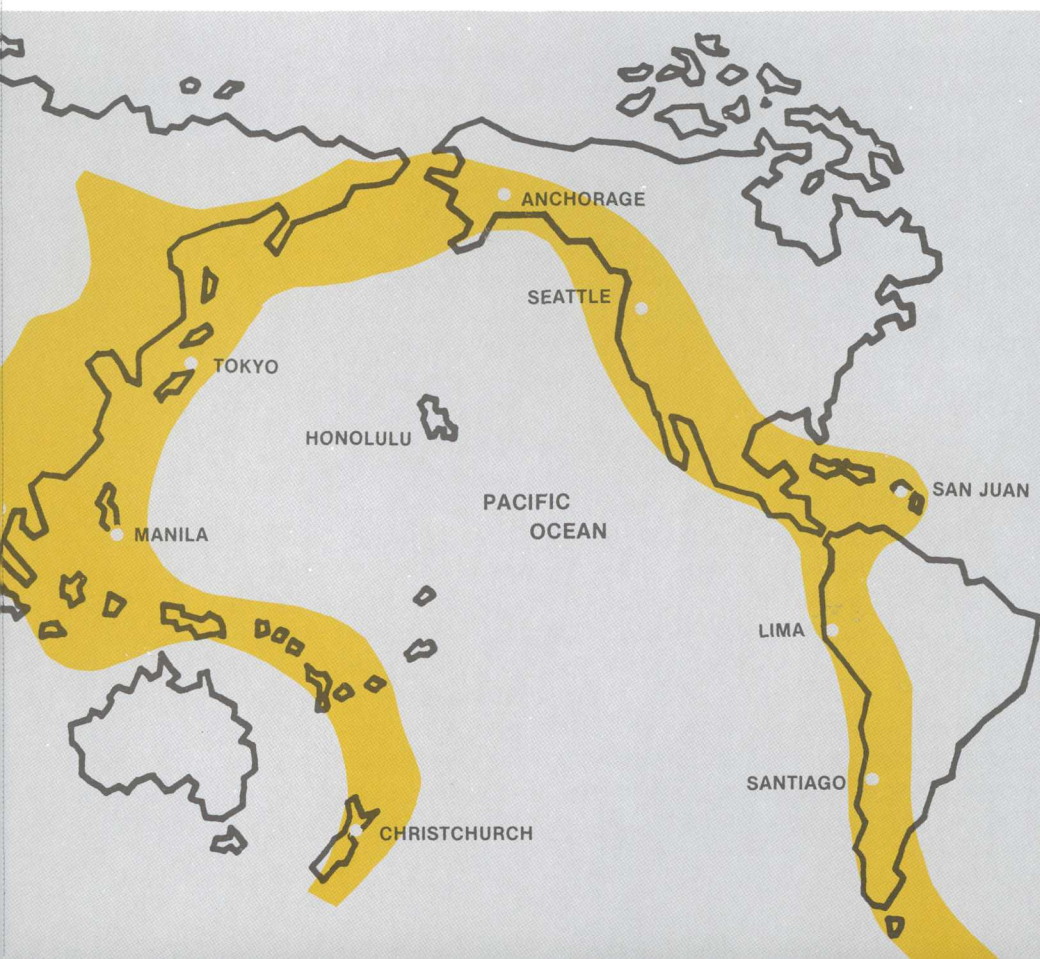 ANCHORAGE
SEATTLE
TOKYO
HONOLULU
SAN JUAN
PACIFIC
OCEAN
MANILA
LIMA
SANTIAGO
CHRISTCHURCH